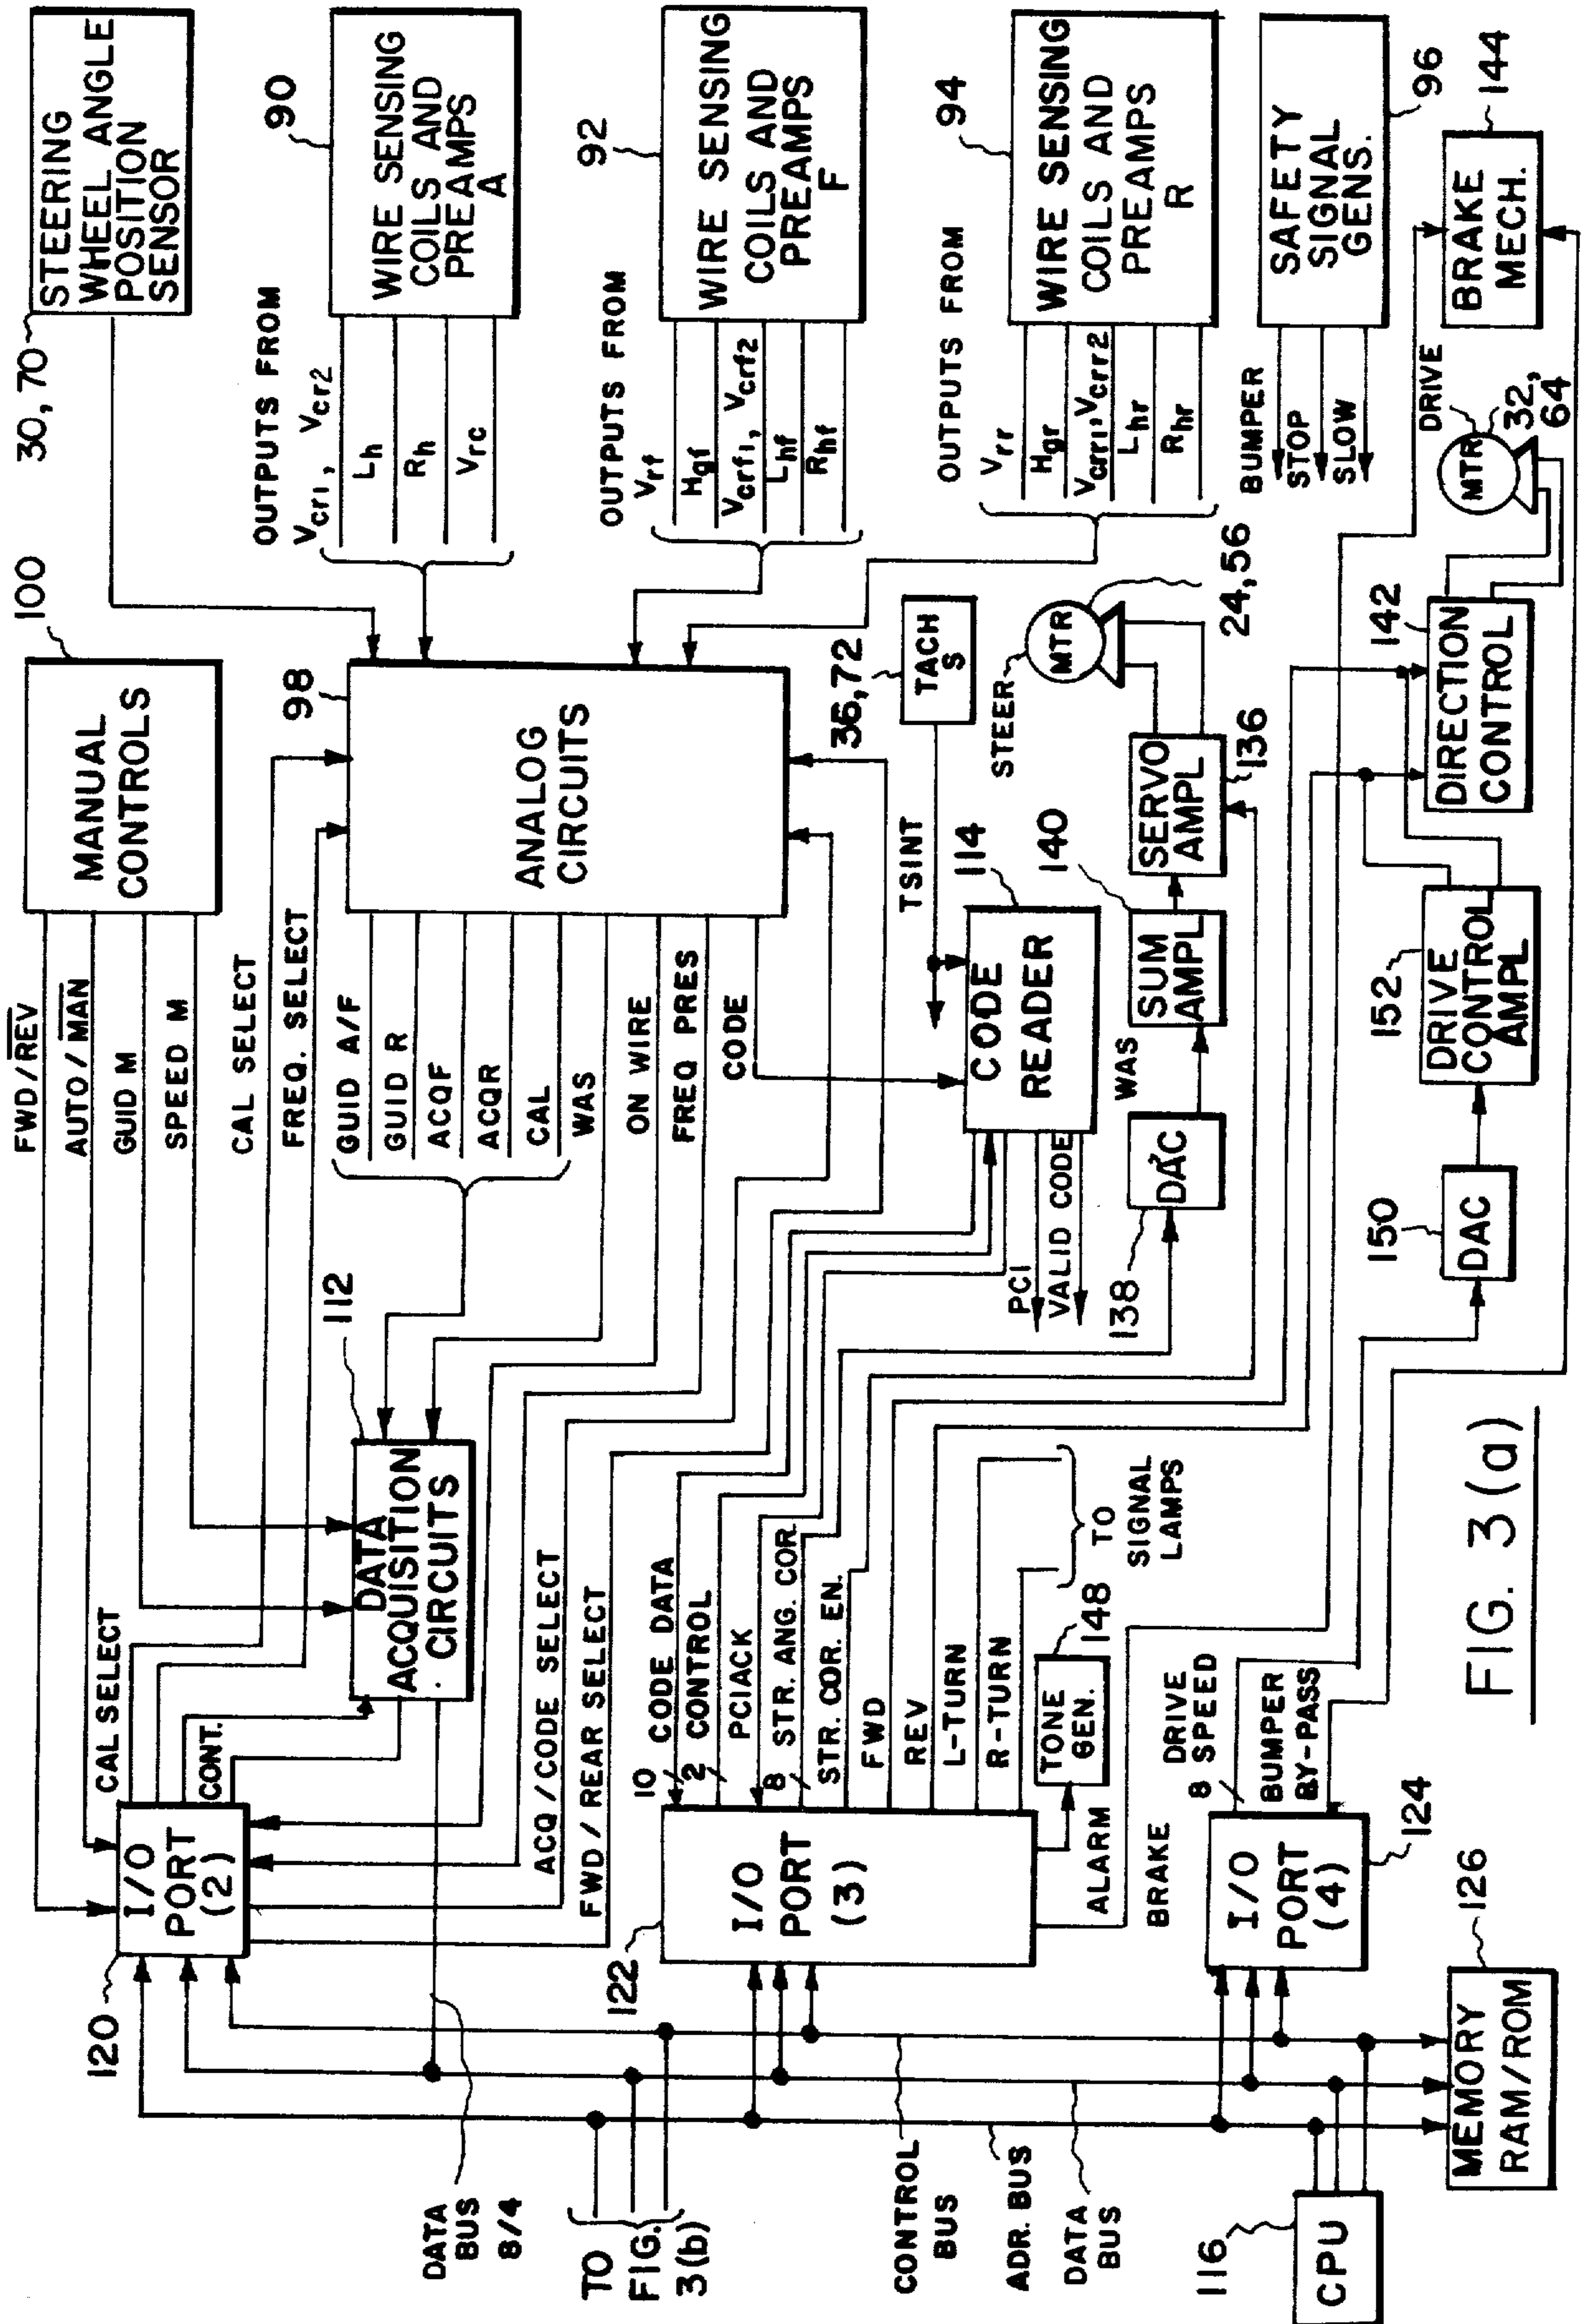 30, 70
STEERING
WHEEL ANGLE
POSITION
SENSOR
90
WIRE SENSING
COILS AND
PREAMPS
A
OUTPUTS FROM
Vcr1, Vcr2
Lh
Rh
Vrc
92
WIRE SENSING
COILS AND
PREAMPS
F
OUTPUTS FROM
Vrf
Hgf
Vcrf1, Vcrf2
Lhf
Rhf
94
WIRE SENSING
COILS AND
PREAMPS
R
OUTPUTS FROM
Vrr
Hgr
Vcrr1, Vcrr2
Lhr
Rhr
96
SAFETY
SIGNAL
GENS.
BUMPER
STOP
SLOW
144
BRAKE
MECH.
DRIVE
MTR
32,
64
100
MANUAL
CONTROLS
FWD/REV
AUTO/MAN
GUID M
SPEED M
CAL SELECT
FREQ. SELECT
98
ANALOG
CIRCUITS
GUID A/F
GUID R
ACQF
ACQR
CAL
WAS
ON WIRE
FREQ PRES
CODE
36,72
TACH
S
TSINT
114
CODE
READER
PCI
VALID CODE
STEER
MTR
24,56
SERVO
AMPL
136
140
SUM
AMPL
WAS
DAC
138
142
DIRECTION
CONTROL
152
DRIVE
CONTROL
AMPL
150
DAC
112
DATA
ACQUISITION
CIRCUITS
CAL SELECT
CONT.
I/O
PORT
(2)
120
ACQ/CODE SELECT
FWD/REAR SELECT
10
CODE DATA
2
CONTROL
PCIACK
8
STR. ANG. COR.
STR. COR. EN.
FWD
REV
L-TURN
R-TURN
TO
SIGNAL
LAMPS
148
TONE
GEN.
ALARM
BRAKE
I/O
PORT
(3)
122
8
DRIVE
SPEED
BUMPER
BY-PASS
I/O
PORT
(4)
124
126
MEMORY
RAM/ROM
DATA
BUS
8/4
TO
FIG.
3(b)
CONTROL
BUS
ADR. BUS
DATA
BUS
116
CPU
FIG. 3(a)